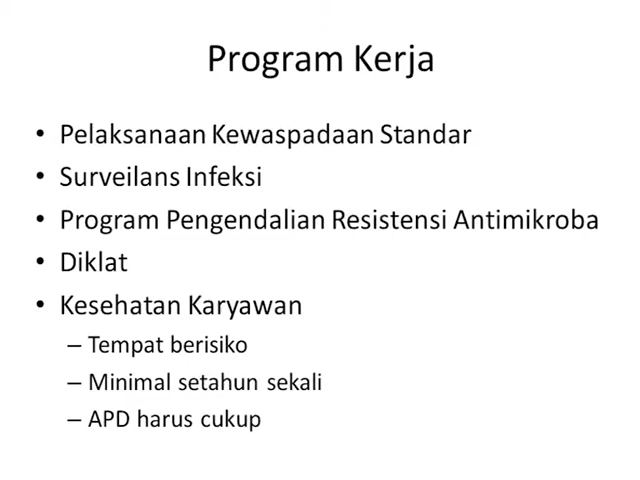 Program Kerja
• Pelaksanaan Kewaspadaan Standar
• Surveilans Infeksi
• Program Pengendalian Resistensi Antimikroba
• Diklat
• Kesehatan Karyawan
– Tempat berisiko
– Minimal setahun sekali
– APD harus cukup